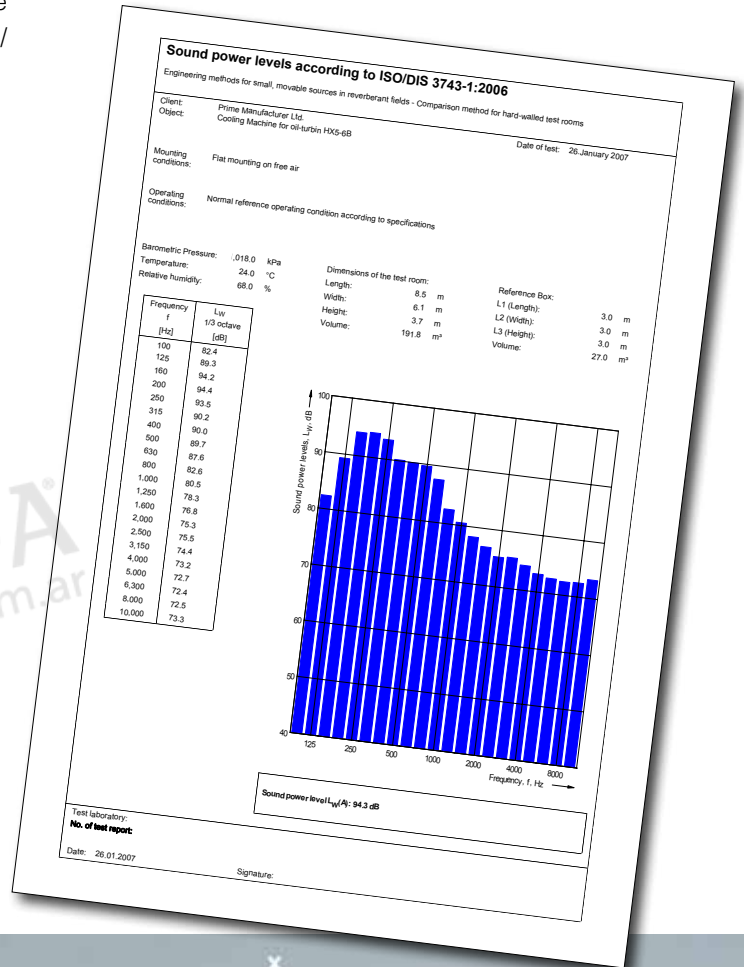 e
/
Sound power levels according to ISO/DIS 3743-1:2006
Engineering methods for small, movable sources in reverberant fields - Comparison method for hard-walled test rooms
Client: Prime Manufacturer Ltd.
Object: Cooling Machine for oil-turbin HX5-6B
Date of test: 26.January 2007
Mounting conditions: Flat mounting on free air
Operating conditions: Normal reference operating condition according to specifications
Barometric Pressure: ,018.0 kPa
Temperature: 24.0 °C
Relative humidity: 68.0 %
Dimensions of the test room:
Length: 8.5 m
Width: 6.1 m
Height: 3.7 m
Volume: 191.8 m³
Reference Box:
L1 (Length): 3.0 m
L2 (Width): 3.0 m
L3 (Height): 3.0 m
Volume: 27.0 m³
Frequency f [Hz]
LW 1/3 octave [dB]
100 82.4
125 89.3
160 94.2
200 94.4
250 93.5
315 90.2
400 90.0
500 89.7
630 87.6
800 82.6
1.000 80.5
1,250 78.3
1.600 76.8
2,000 75.3
2,500 75.5
3,150 74.4
4,000 73.2
5.000 72.7
6,300 72.4
8.000 72.5
10,000 73.3
Sound power levels, LW, dB
100
90
80
70
60
50
40
125 250 500 1000 2000 4000 8000
Frequency, f, Hz
Sound power level LW(A): 94.3 dB
Test laboratory:
No. of test report:
Date: 26.01.2007
Signature:
A®
m.ar